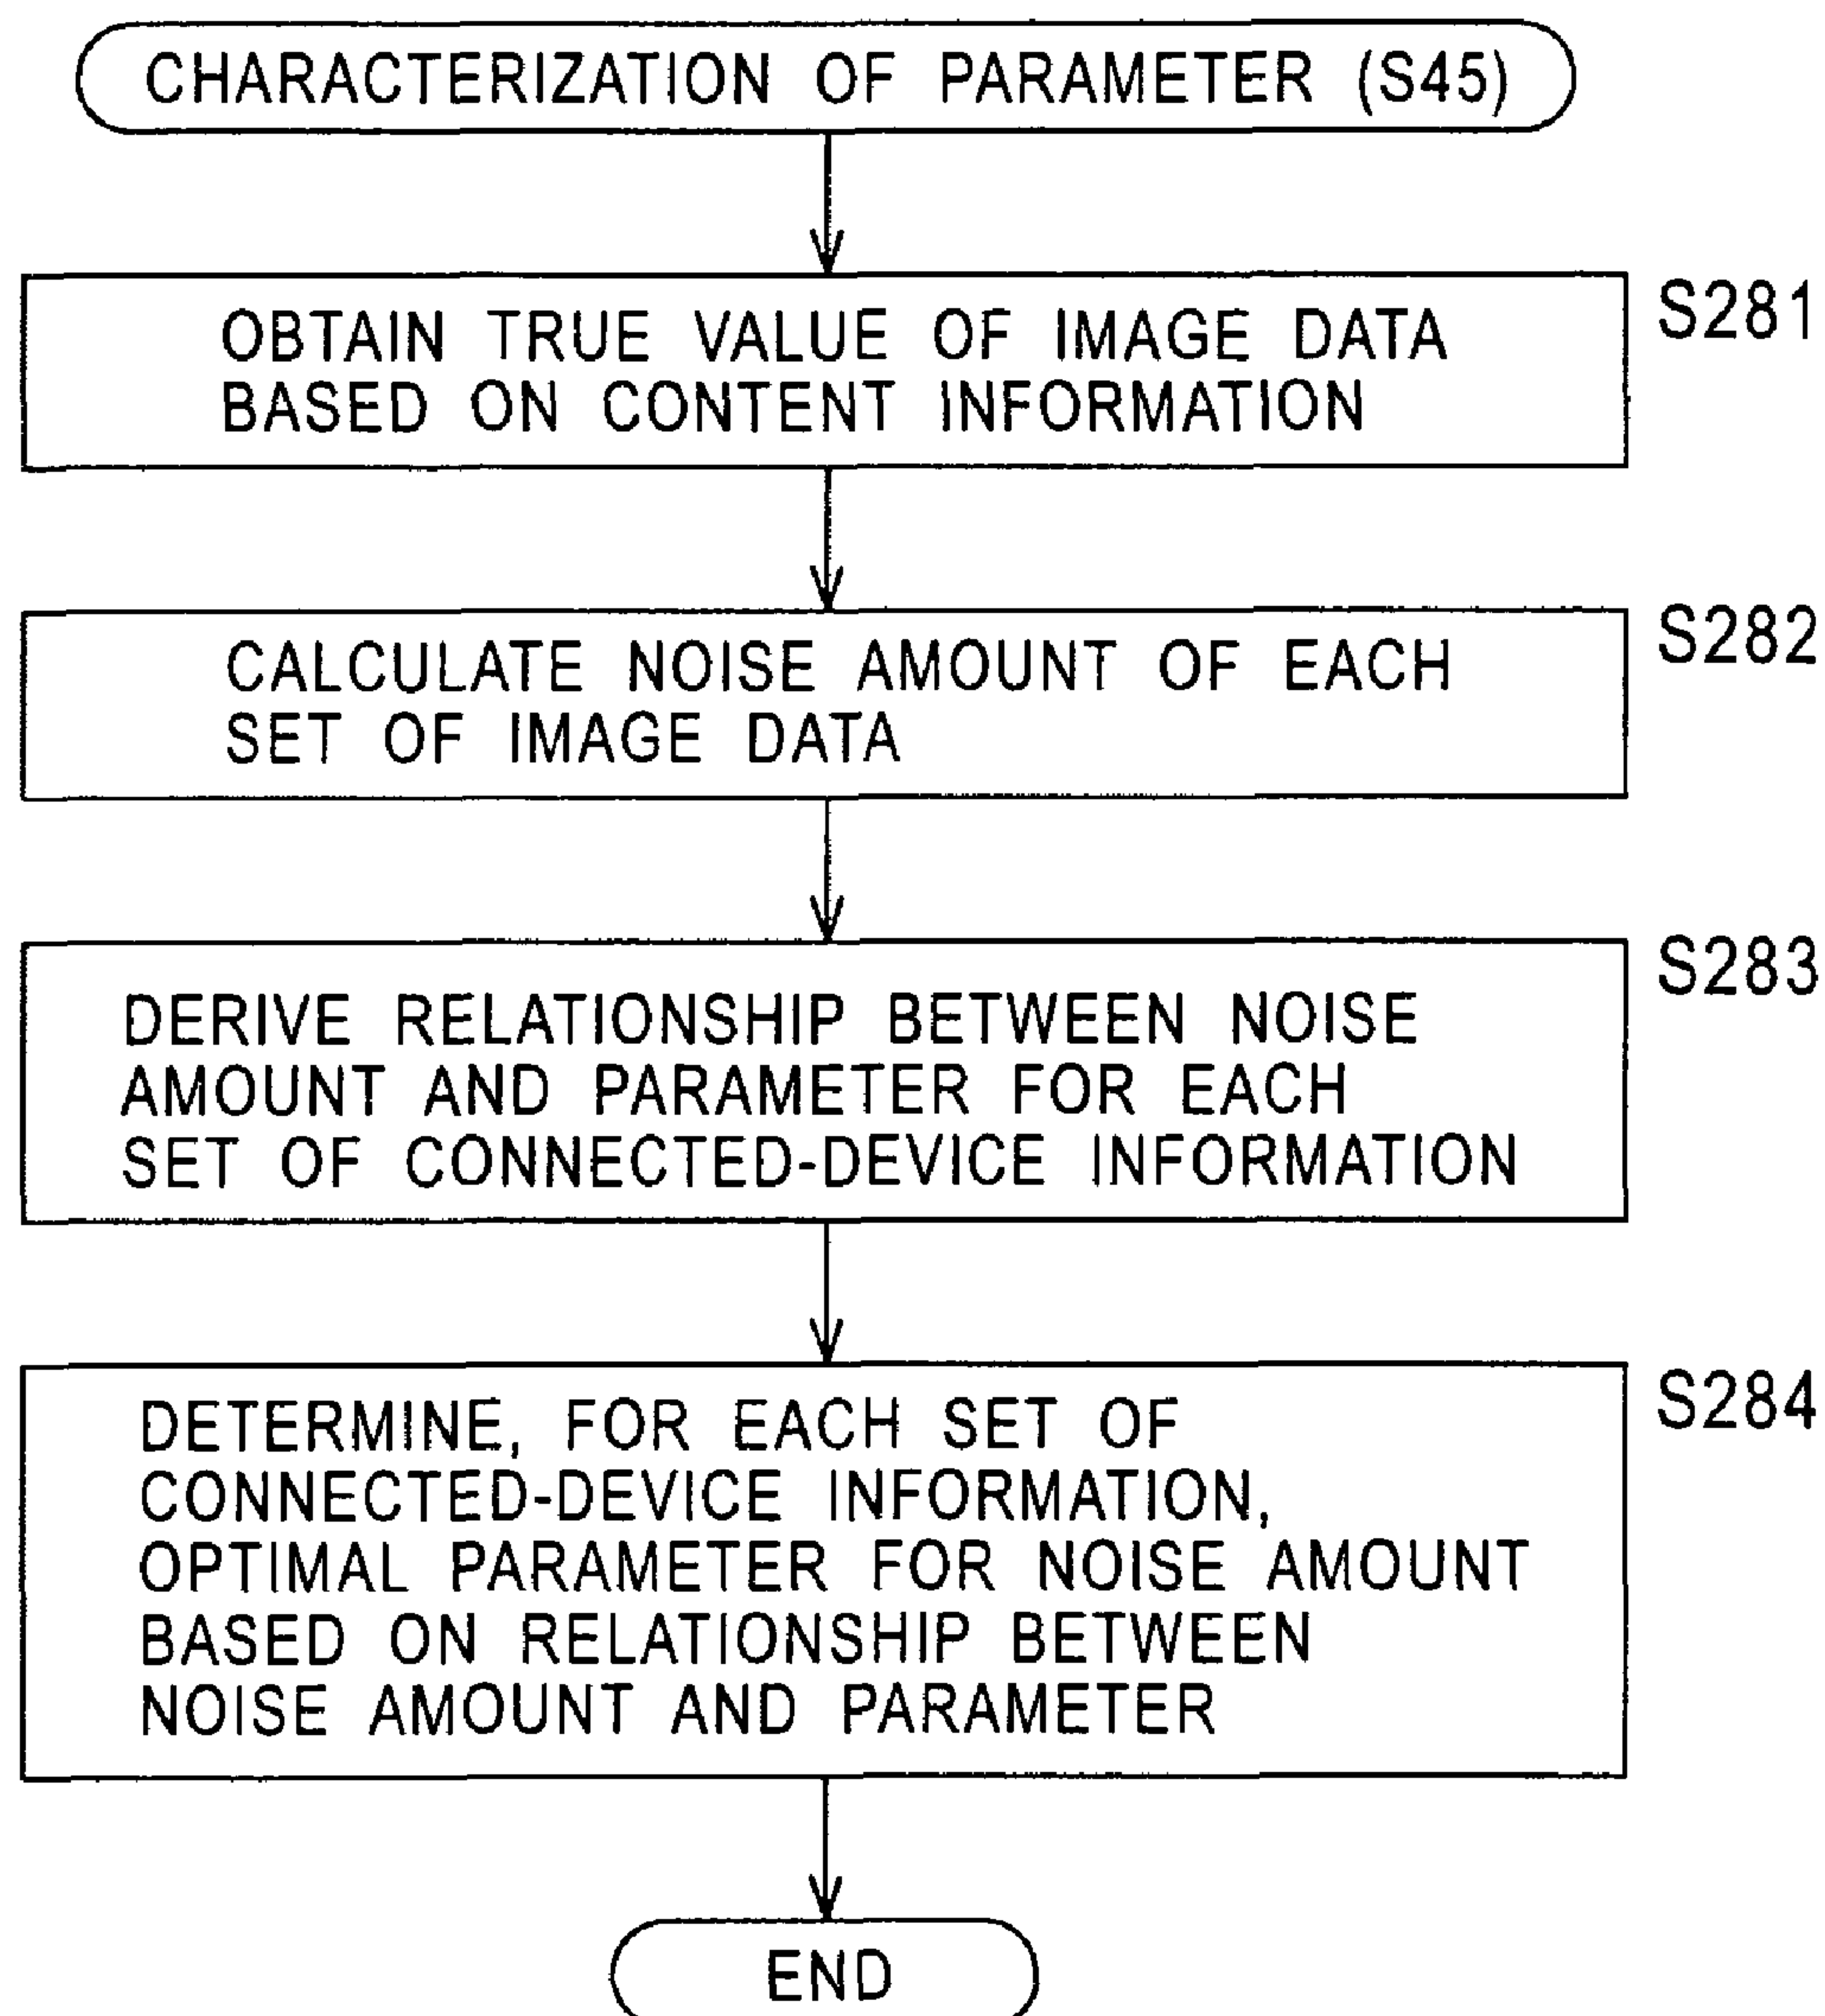 CHARACTERIZATION OF PARAMETER (S45)
OBTAIN TRUE VALUE OF IMAGE DATA
BASED ON CONTENT INFORMATION
S281
CALCULATE NOISE AMOUNT OF EACH
SET OF IMAGE DATA
S282
DERIVE RELATIONSHIP BETWEEN NOISE
AMOUNT AND PARAMETER FOR EACH
SET OF CONNECTED-DEVICE INFORMATION
S283
DETERMINE, FOR EACH SET OF
CONNECTED-DEVICE INFORMATION,
OPTIMAL PARAMETER FOR NOISE AMOUNT
BASED ON RELATIONSHIP BETWEEN
NOISE AMOUNT AND PARAMETER
S284
END